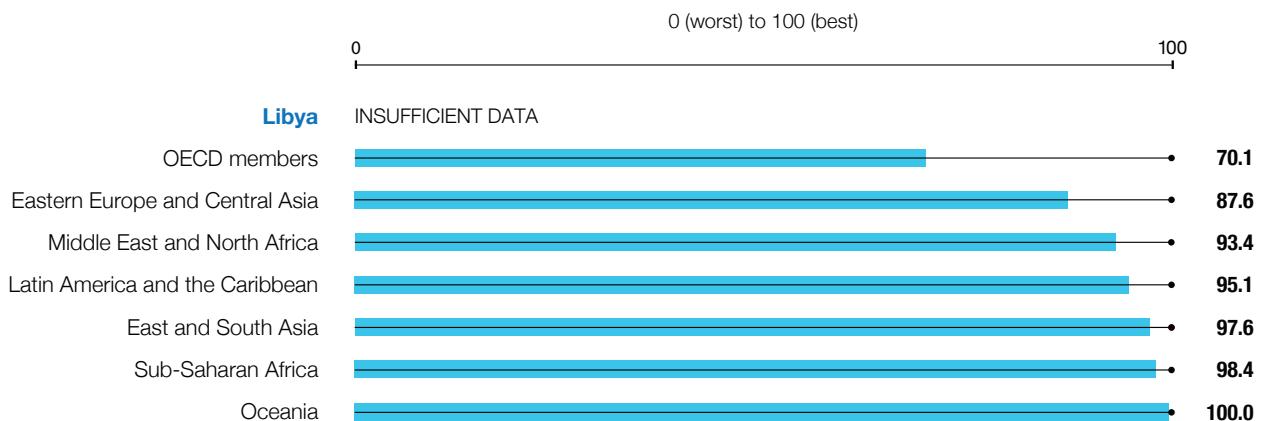 0 (worst) to 100 (best)
0 100
Libya INSUFFICIENT DATA
OECD members 70.1
Eastern Europe and Central Asia 87.6
Middle East and North Africa 93.4
Latin America and the Caribbean 95.1
East and South Asia 97.6
Sub-Saharan Africa 98.4
Oceania 100.0